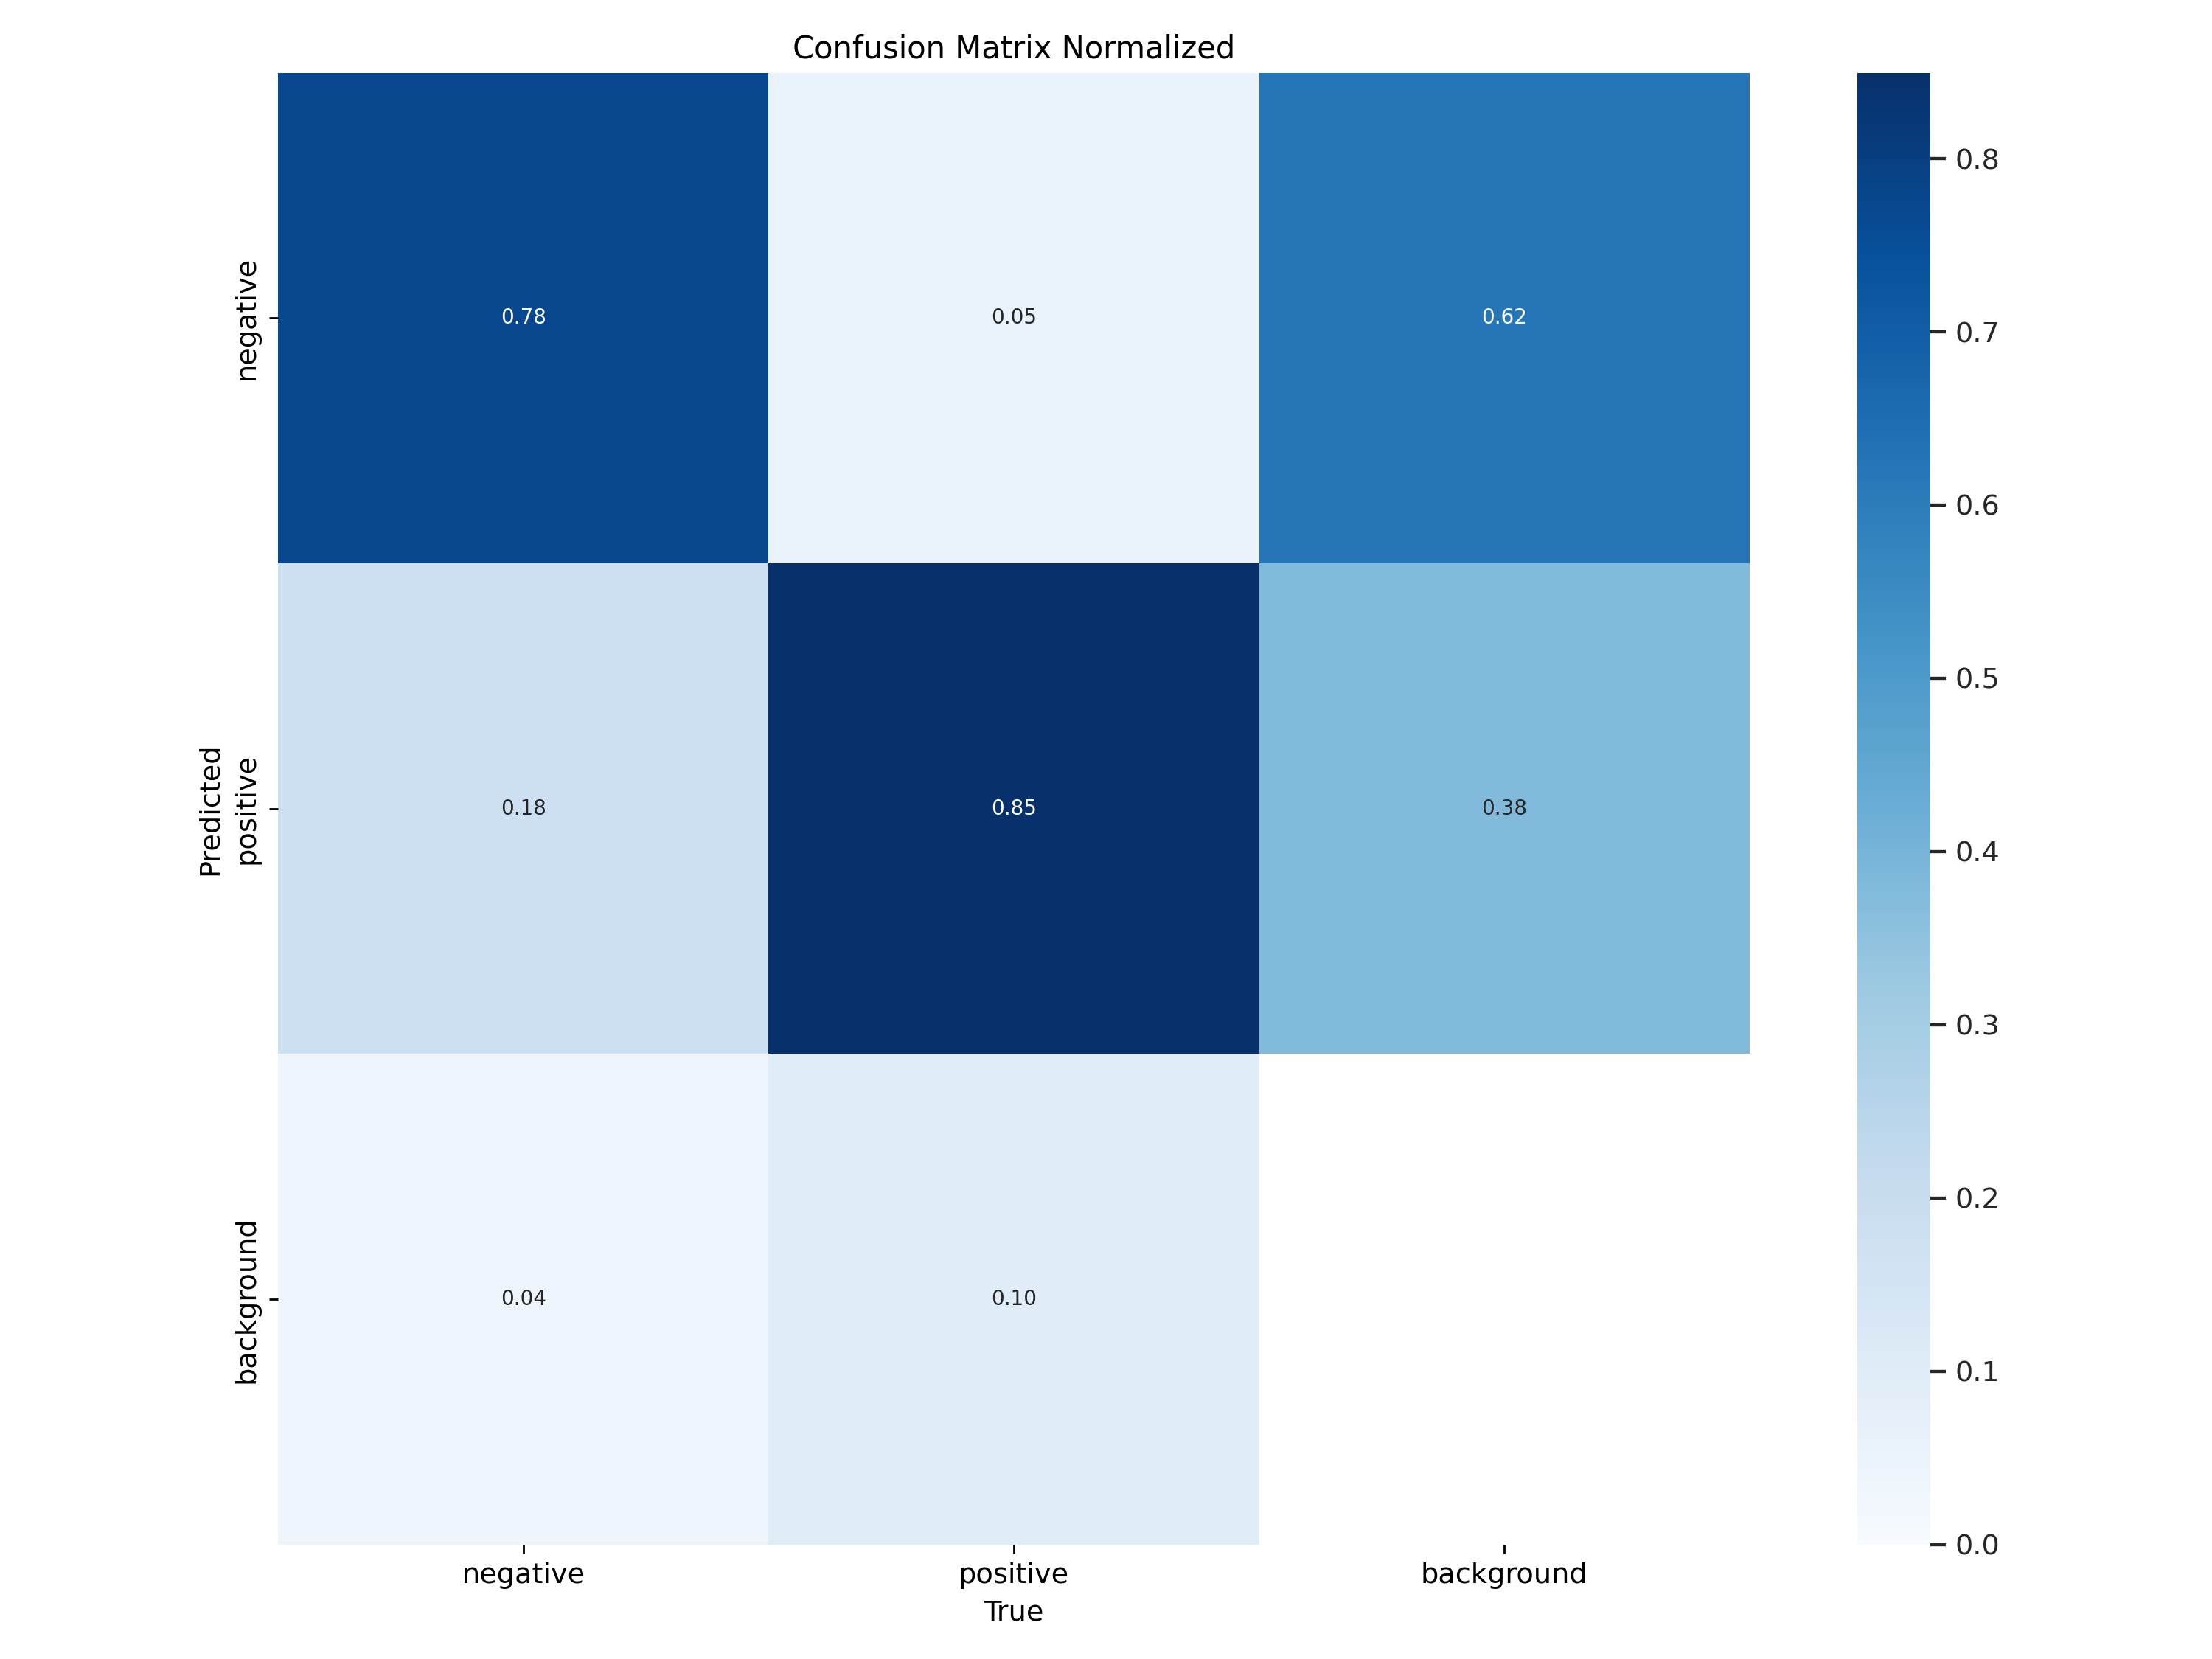 Confusion Matrix Normalized
negative
0.78
0.05
0.62
Predicted
positive
0.18
0.85
0.38
background
0.04
0.10
negative
positive
background
True
0.8
0.7
0.6
0.5
0.4
0.3
0.2
0.1
0.0